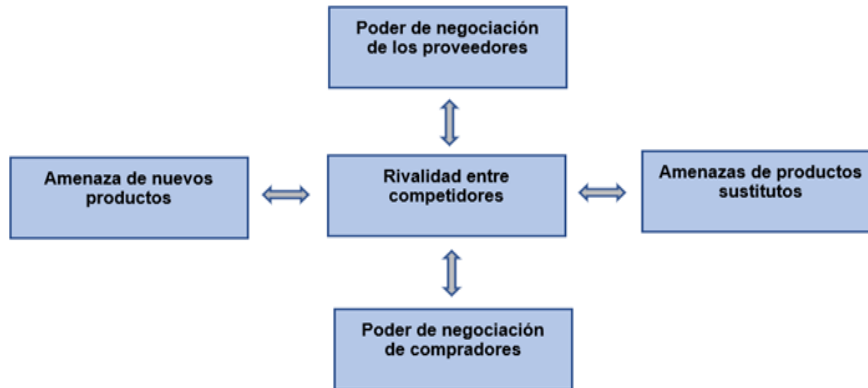 Poder de negociación
de los proveedores
Amenaza de nuevos
productos
Rivalidad entre
competidores
Amenazas de productos
sustitutos
Poder de negociación
de compradores